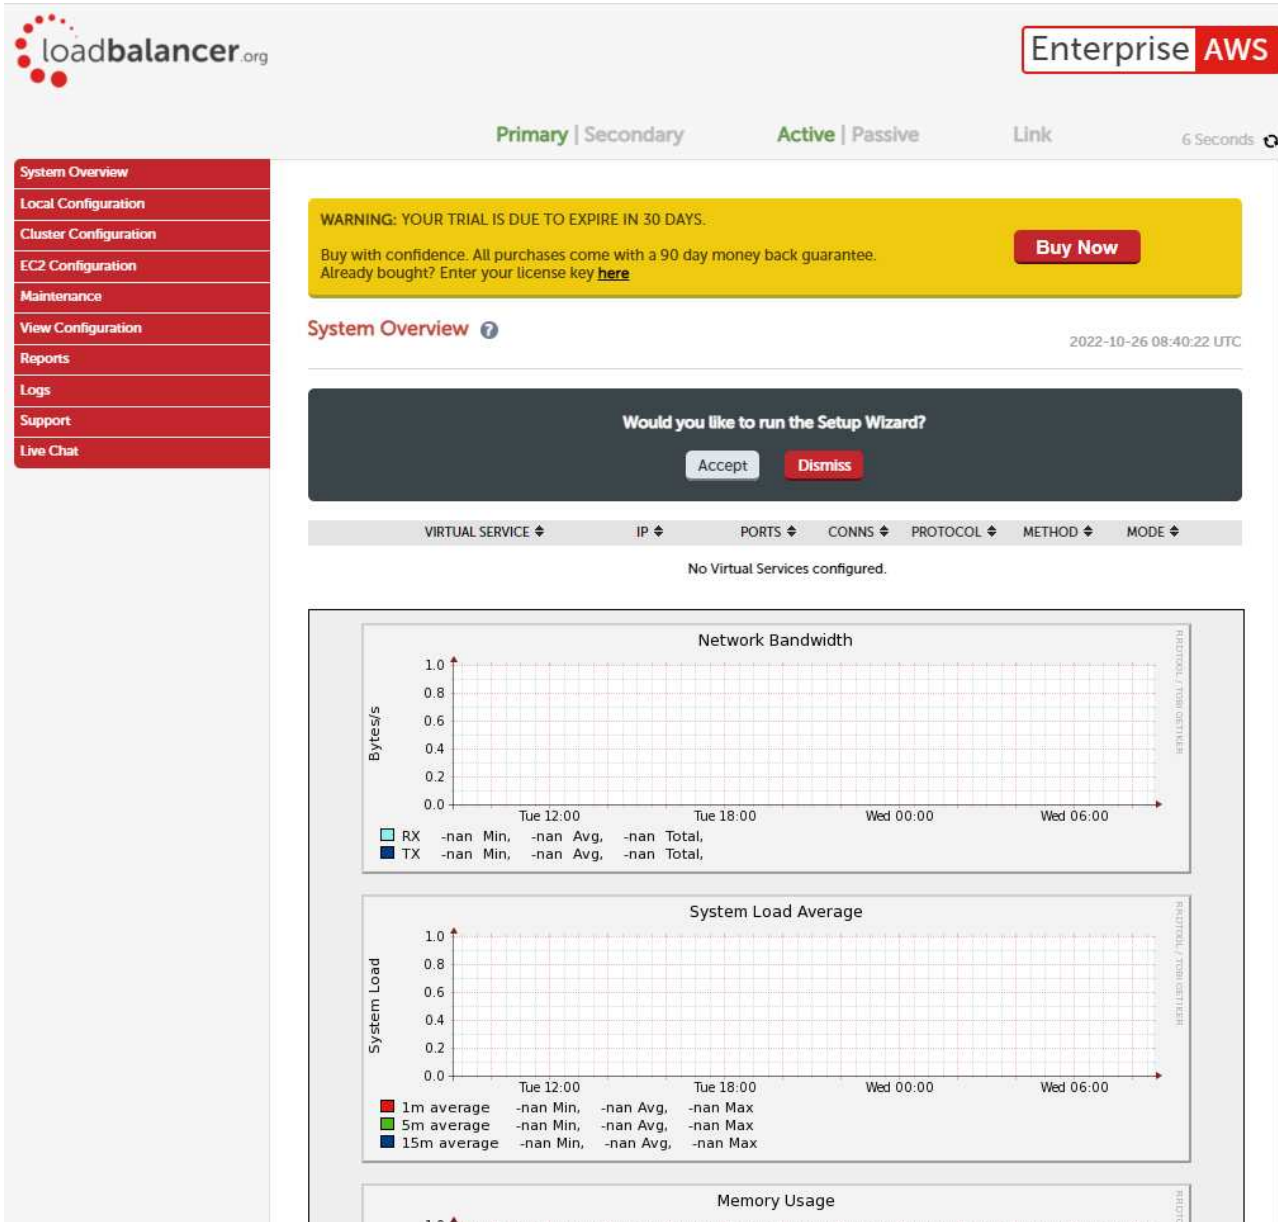 loadbalancer.org
Enterprise AWS
Primary | Secondary Active | Passive Link 6 Seconds
System Overview
Local Configuration
Cluster Configuration
EC2 Configuration
Maintenance
View Configuration
Reports
Logs
Support
Live Chat
WARNING: YOUR TRIAL IS DUE TO EXPIRE IN 30 DAYS.
Buy with confidence. All purchases come with a 90 day money back guarantee.
Already bought? Enter your license key here
Buy Now
System Overview ?
2022-10-26 08:40:22 UTC
Would you like to run the Setup Wizard?
Accept Dismiss
VIRTUAL SERVICE IP PORTS CONNS PROTOCOL METHOD MODE
No Virtual Services configured.
Network Bandwidth
RRDTOOL / TOBI OETIKER
Bytes/s
1.0
0.8
0.6
0.4
0.2
0.0
Tue 12:00 Tue 18:00 Wed 00:00 Wed 06:00
RX -nan Min, -nan Avg, -nan Total,
TX -nan Min, -nan Avg, -nan Total,
System Load Average
RRDTOOL / TOBI OETIKER
System Load
1.0
0.8
0.6
0.4
0.2
0.0
Tue 12:00 Tue 18:00 Wed 00:00 Wed 06:00
1m average -nan Min, -nan Avg, -nan Max
5m average -nan Min, -nan Avg, -nan Max
15m average -nan Min, -nan Avg, -nan Max
Memory Usage